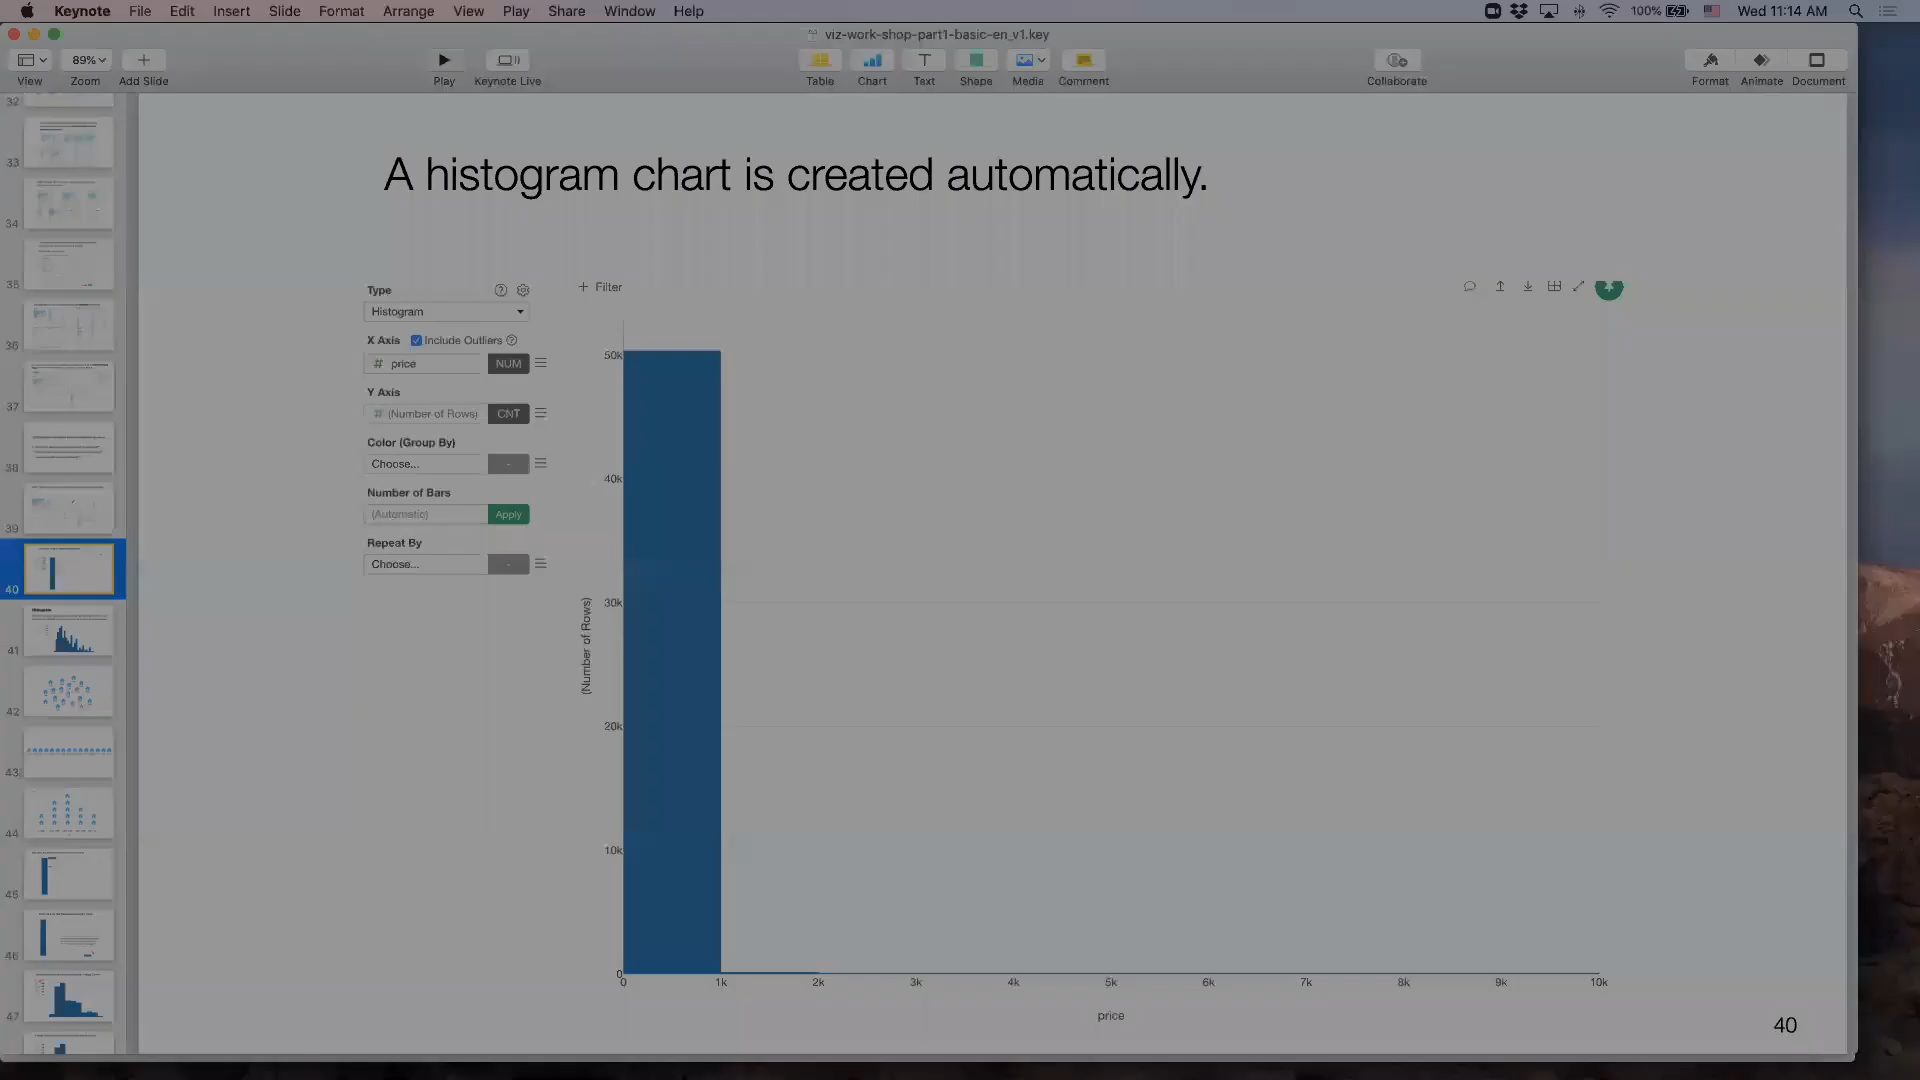 Keynote File Edit Insert Slide Format Arrange View Play Share Window Help 100% Wed 11:14 AM
viz-work-shop-part1-basic-en_v1.key
89%
View Zoom Add Slide Play Keynote Live Table Chart Text Shape Media Comment Collaborate Format Animate Document
32
33
34
35
36
37
38
39
40
41
42
43
44
45
46
47
A histogram chart is created automatically.
Type
Histogram
X Axis Include Outliers
# price NUM
Y Axis
# (Number of Rows) CNT
Color (Group By)
Choose... -
Number of Bars
(Automatic) Apply
Repeat By
Choose... -
+ Filter
50k
40k
30k
20k
10k
0
(Number of Rows)
0 1k 2k 3k 4k 5k 6k 7k 8k 9k 10k
price
40